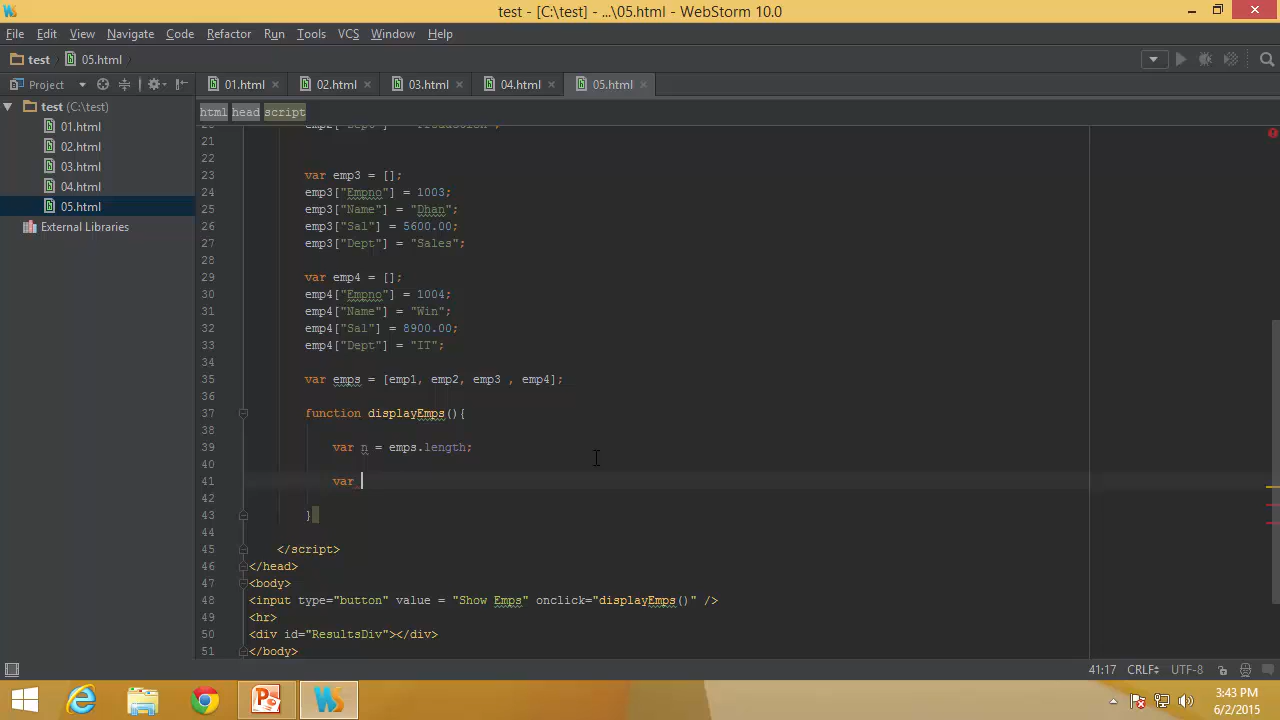 test - [C:\test] - ...\05.html - WebStorm 10.0
File Edit View Navigate Code Refactor Run Tools VCS Window Help
test 05.html
Project 01.html 02.html 03.html 04.html 05.html
html head script
test (C:\test)
01.html
02.html
03.html
04.html
05.html
External Libraries
21
22
23 var emp3 = [];
24 emp3["Empno"] = 1003;
25 emp3["Name"] = "Dhan";
26 emp3["Sal"] = 5600.00;
27 emp3["Dept"] = "Sales";
28
29 var emp4 = [];
30 emp4["Empno"] = 1004;
31 emp4["Name"] = "Win";
32 emp4["Sal"] = 8900.00;
33 emp4["Dept"] = "IT";
34
35 var emps = [emp1, emp2, emp3 , emp4];
36
37 function displayEmps(){
38
39 var n = emps.length;
40
41 var
42
43 }
44
45 </script>
46 </head>
47 <body>
48 <input type="button" value = "Show Emps" onclick="displayEmps()" />
49 <hr>
50 <div id="ResultsDiv"></div>
51 </body>
41:17 CRLF UTF-8
3:43 PM
6/2/2015